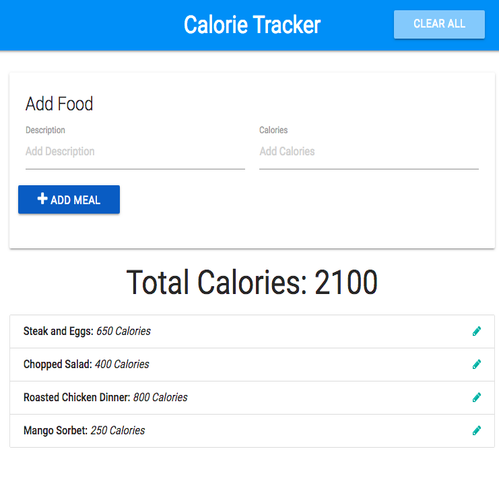 Calorie Tracker
CLEAR ALL
Add Food
Description
Calories
Add Description
Add Calories
ADD MEAL
Total Calories: 2100
Steak and Eggs: 650 Calories
Chopped Salad: 400 Calories
Roasted Chicken Dinner: 800 Calories
Mango Sorbet: 250 Calories